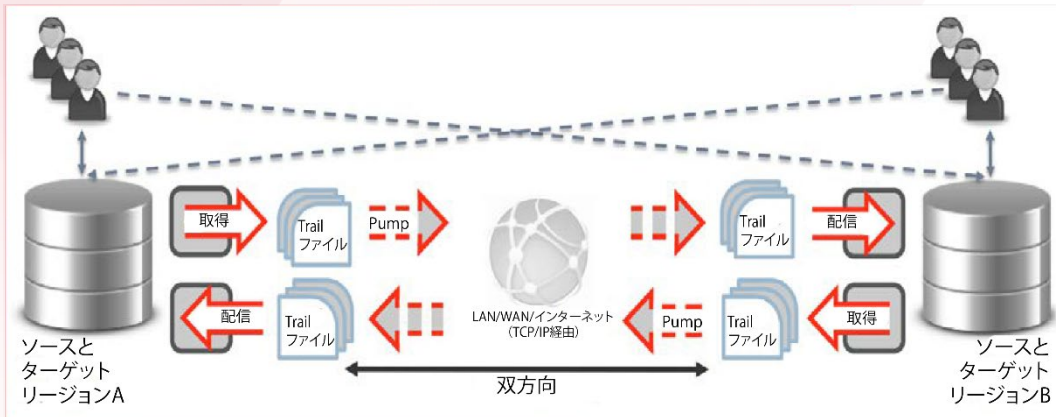 取得
Trail
ファイル
Pump
Trail
ファイル
配信
配信
Trail
ファイル
LAN/WAN/インターネット
(TCP/IP経由)
Pump
Trail
ファイル
取得
ソースと
ターゲット
リージョンA
双方向
ソースと
ターゲット
リージョンB